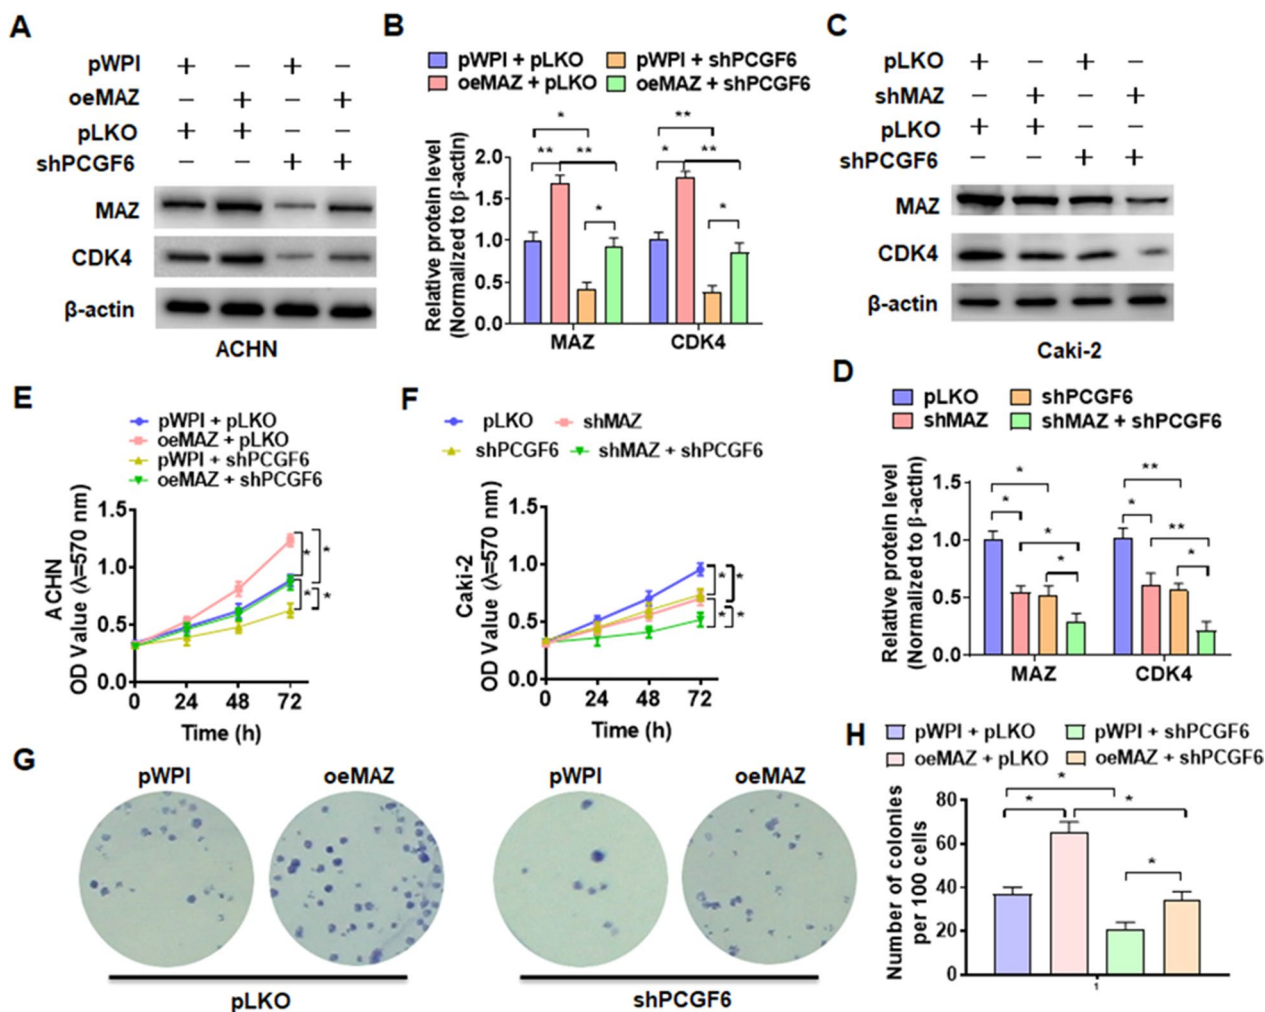 A
pWPI + − + −
oeMAZ − + − +
pLKO + + − −
shPCGF6 − − + +
MAZ
CDK4
β-actin
ACHN
B
pWPI + pLKO pWPI + shPCGF6
oeMAZ + pLKO oeMAZ + shPCGF6
Relative protein level
(Normalized to β-actin)
2.0
1.5
1.0
0.5
0.0
* ** ** *
** * ** *
MAZ CDK4
C
pLKO + − + −
shMAZ − + − +
pLKO + + − −
shPCGF6 − − + +
MAZ
CDK4
β-actin
Caki-2
D
pLKO shPCGF6
shMAZ shMAZ + shPCGF6
Relative protein level
(Normalized to β-actin)
1.5
1.0
0.5
0.0
* * * *
** * ** *
MAZ CDK4
E
pWPI + pLKO
oeMAZ + pLKO
pWPI + shPCGF6
oeMAZ + shPCGF6
ACHN
OD Value (λ=570 nm)
1.5
1.0
0.5
0.0
* * * *
0 24 48 72
Time (h)
F
pLKO shMAZ
shPCGF6 shMAZ + shPCGF6
Caki-2
OD Value (λ=570 nm)
1.5
1.0
0.5
0.0
* * * *
0 24 48 72
Time (h)
G
pWPI oeMAZ pWPI oeMAZ
pLKO shPCGF6
H
pWPI + pLKO pWPI + shPCGF6
oeMAZ + pLKO oeMAZ + shPCGF6
Number of colonies
per 100 cells
80
60
40
20
0
* * * *
1